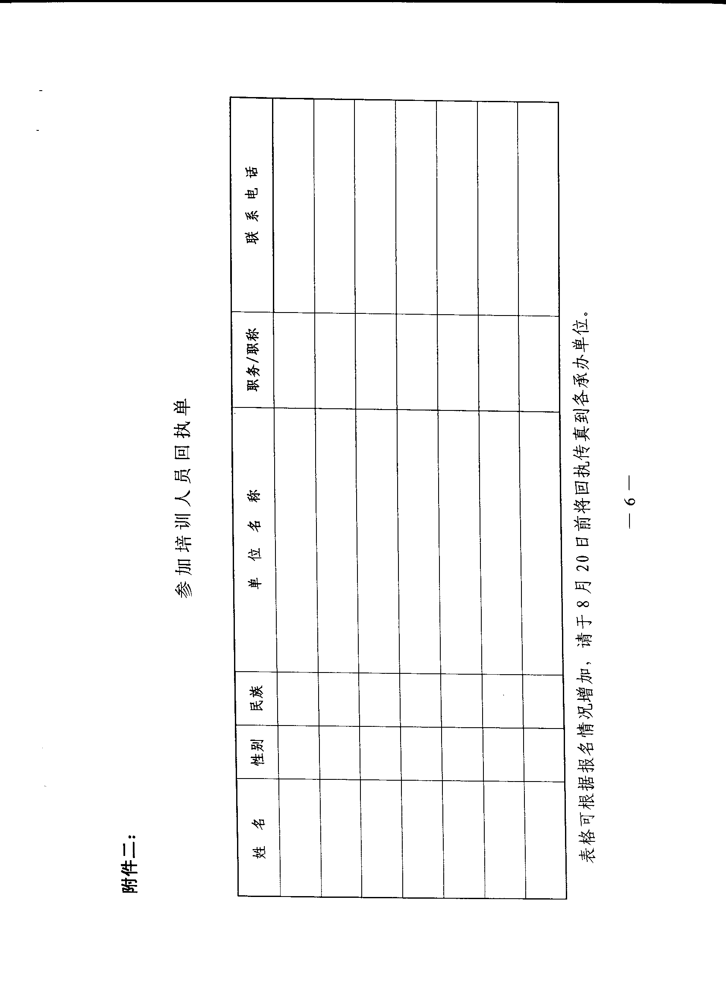 附件二：
参加培训人员回执单
姓 名 性别 民族 单 位 名 称 职务/职称 联 系 电 话
表格可根据报名情况增加，请于 8 月 20 日前将回执传真到各承办单位。
— 6 —